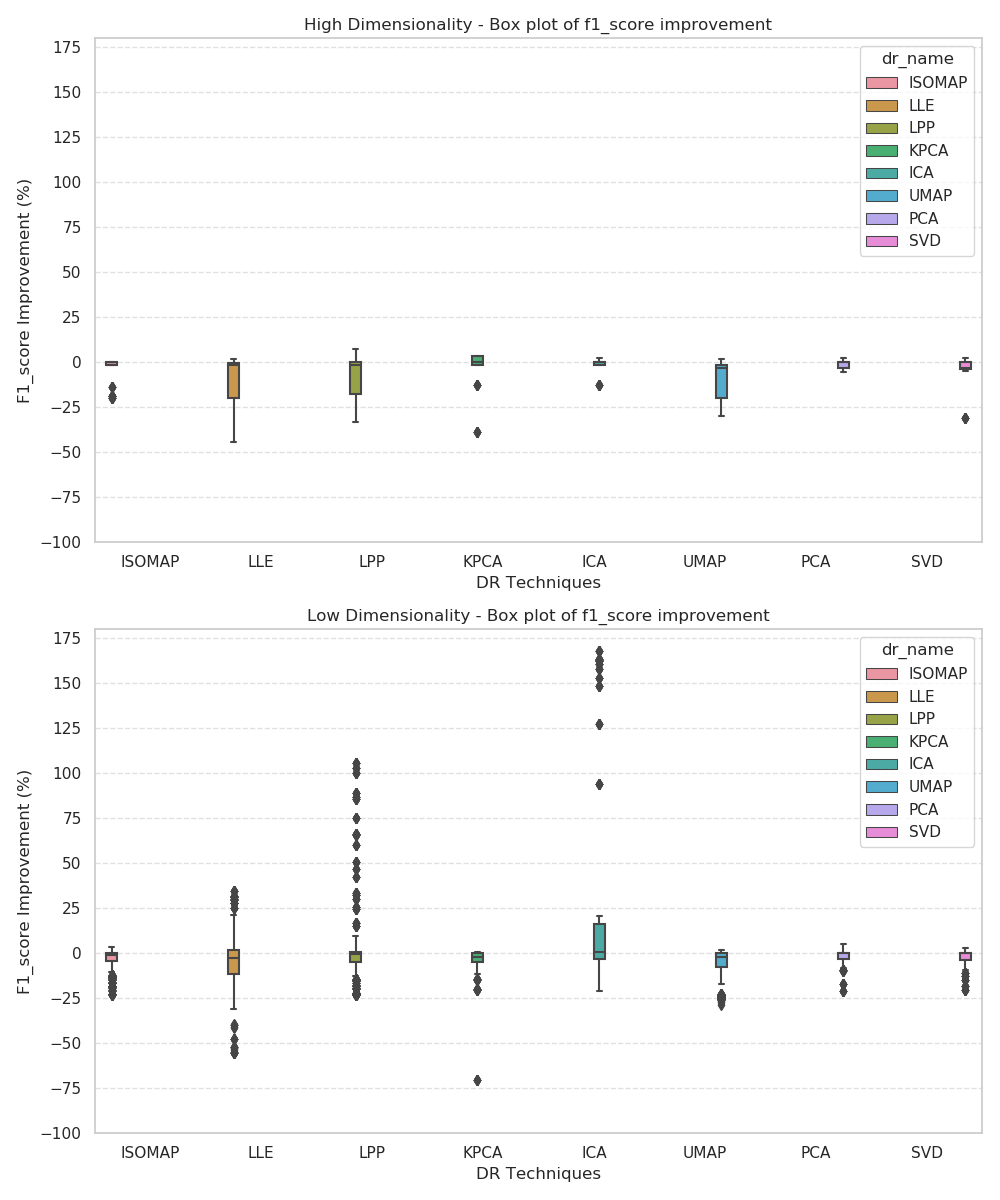 High Dimensionality - Box plot of f1_score improvement
F1_score Improvement (%)
175
150
125
100
75
50
25
0
−25
−50
−75
−100
dr_name
ISOMAP
LLE
LPP
KPCA
ICA
UMAP
PCA
SVD
ISOMAP LLE LPP KPCA ICA UMAP PCA SVD
DR Techniques
Low Dimensionality - Box plot of f1_score improvement
F1_score Improvement (%)
175
150
125
100
75
50
25
0
−25
−50
−75
−100
dr_name
ISOMAP
LLE
LPP
KPCA
ICA
UMAP
PCA
SVD
ISOMAP LLE LPP KPCA ICA UMAP PCA SVD
DR Techniques